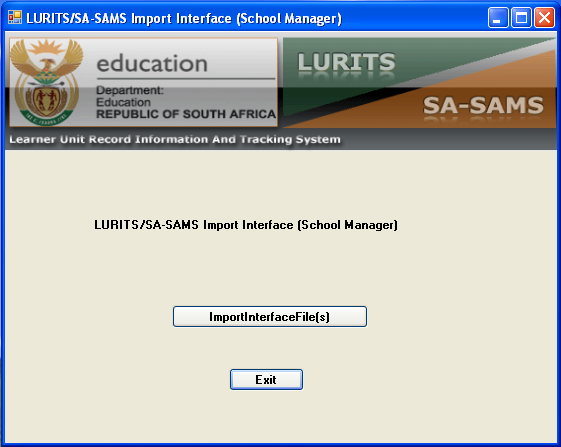 LURITS/SA-SAMS Import Interface (School Manager)
education
Department:
Education
REPUBLIC OF SOUTH AFRICA
LURITS
SA-SAMS
Learner Unit Record Information And Tracking System
LURITS/SA-SAMS Import Interface (School Manager)
ImportInterfaceFile(s)
Exit